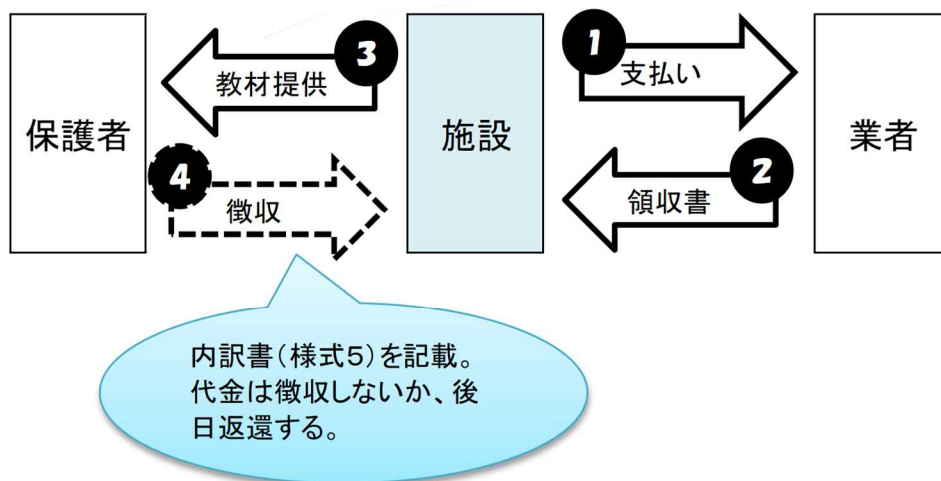 3
教材提供
1
支払い
保護者
施設
業者
4
徴収
2
領収書
内訳書(様式5)を記載。
代金は徴収しないか、後
日返還する。